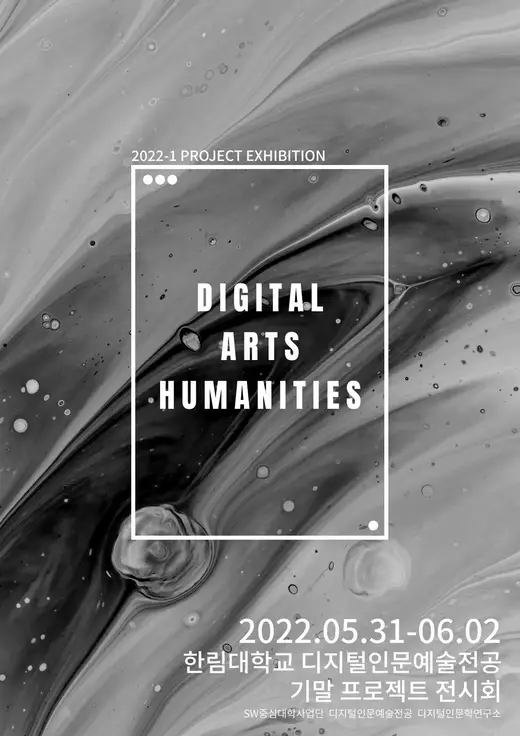 2022-1 PROJECT EXHIBITION
DIGITAL
ARTS
HUMANITIES
2022.05.31-06.02
한림대학교 디지털인문예술전공
기말 프로젝트 전시회
SW중심대학사업단 디지털인문예술전공 디지털인문학연구소